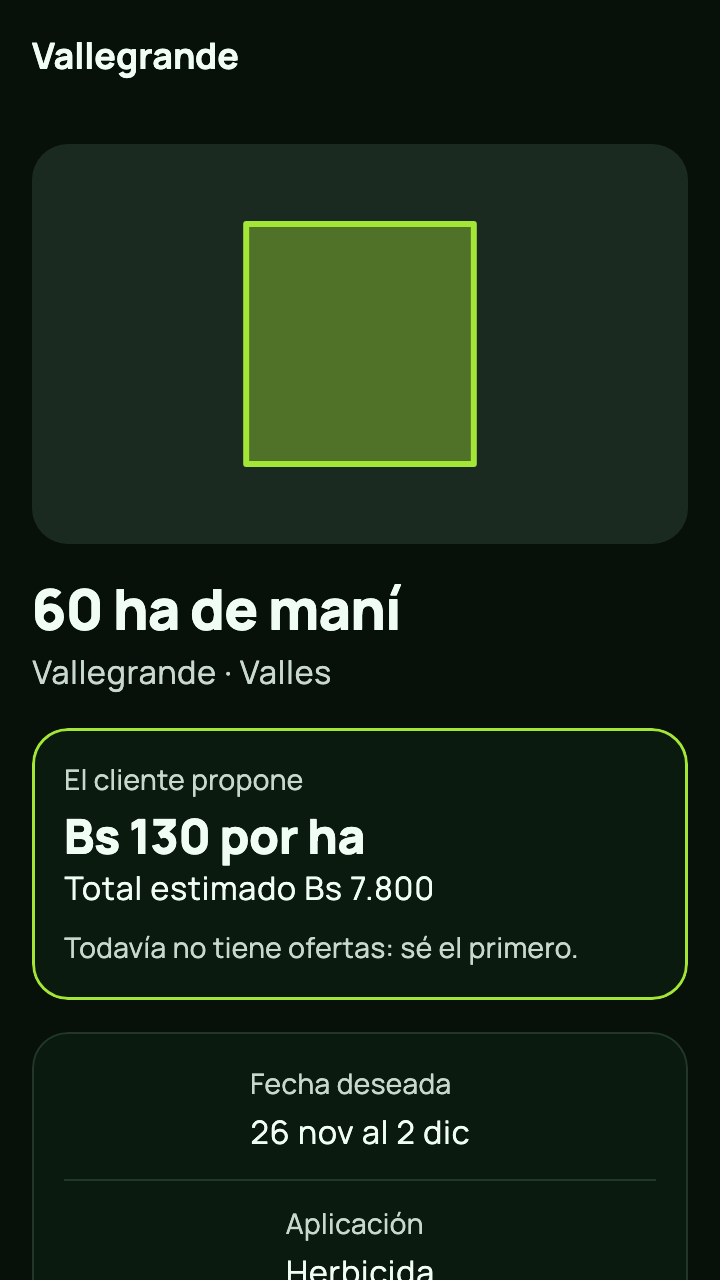 Vallegrande
60 ha de maní
Vallegrande · Valles
El cliente propone
Bs 130 por ha
Total estimado Bs 7.800
Todavía no tiene ofertas: sé el primero.
Fecha deseada
26 nov al 2 dic
Aplicación
Herbicida